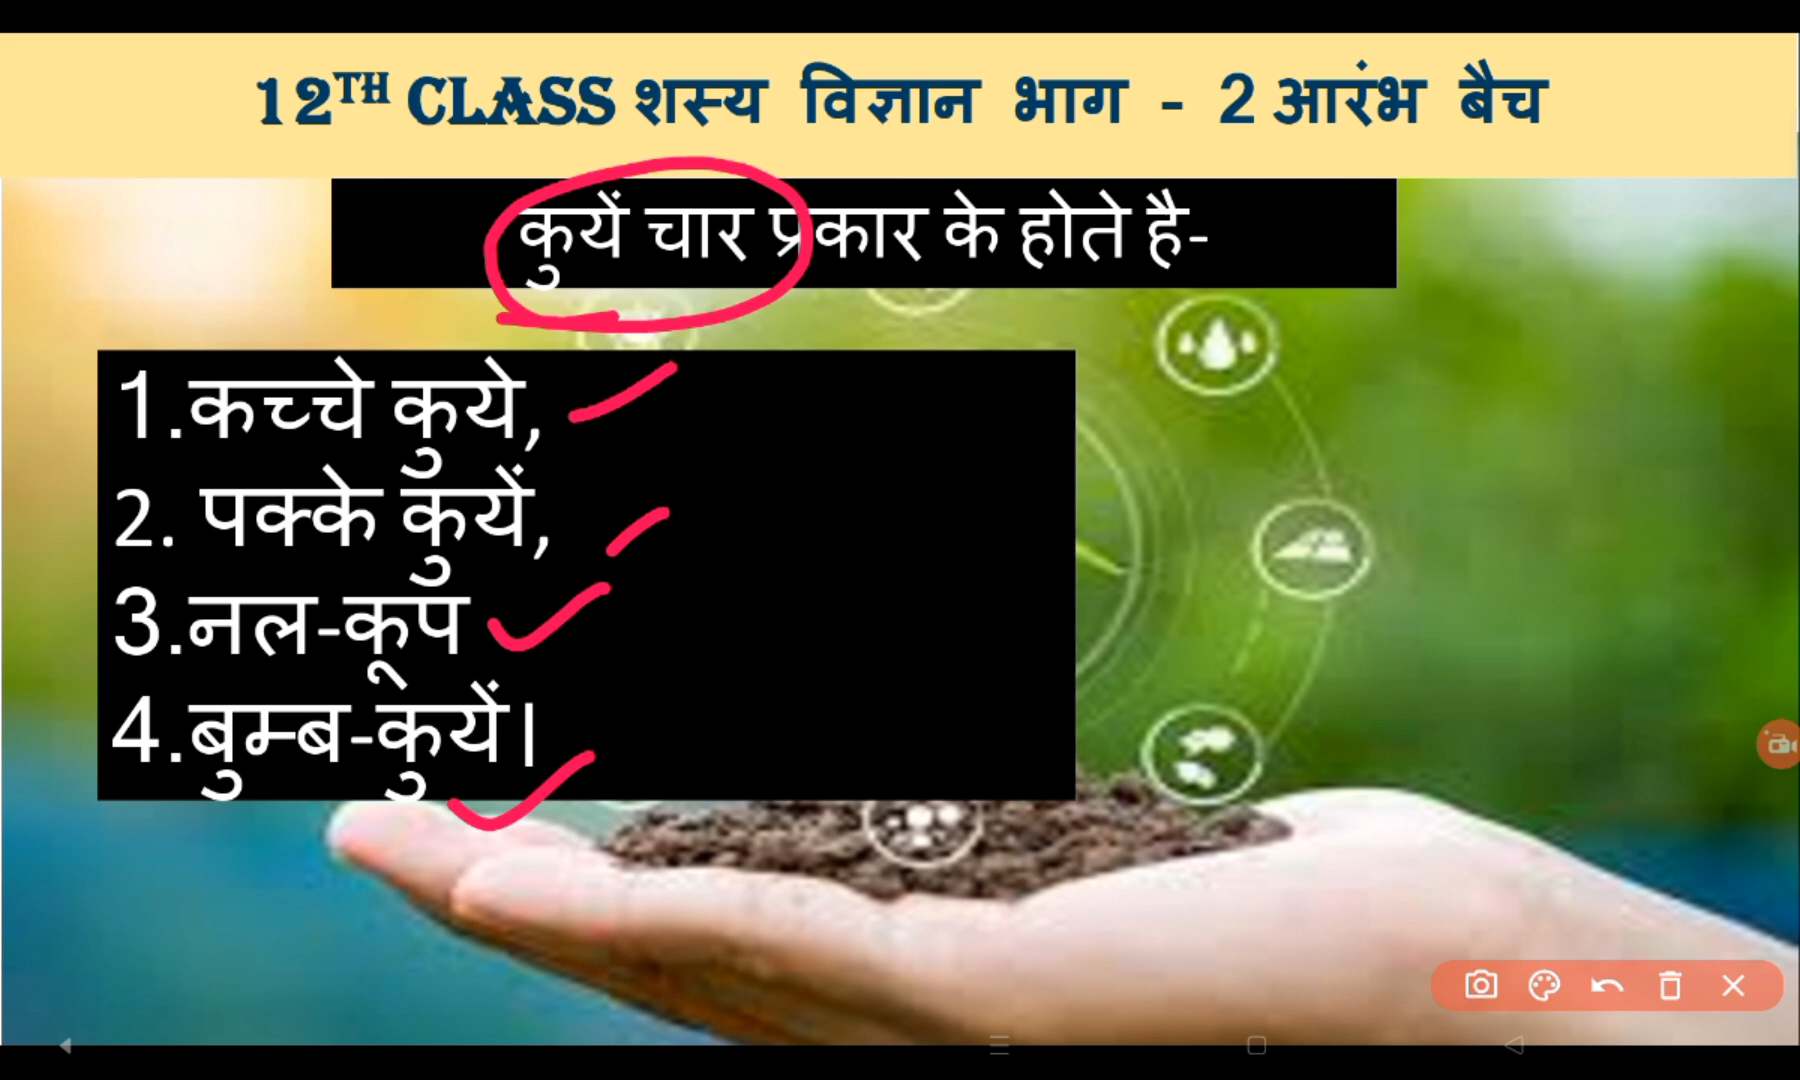 12TH CLASS शस्य विज्ञान भाग - 2 आरंभ बैच
कुयें चार प्रकार के होते है-
1.कच्चे कुये,
2. पक्के कुयें,
3.नल-कूप
4.बुम्ब-कुयें।